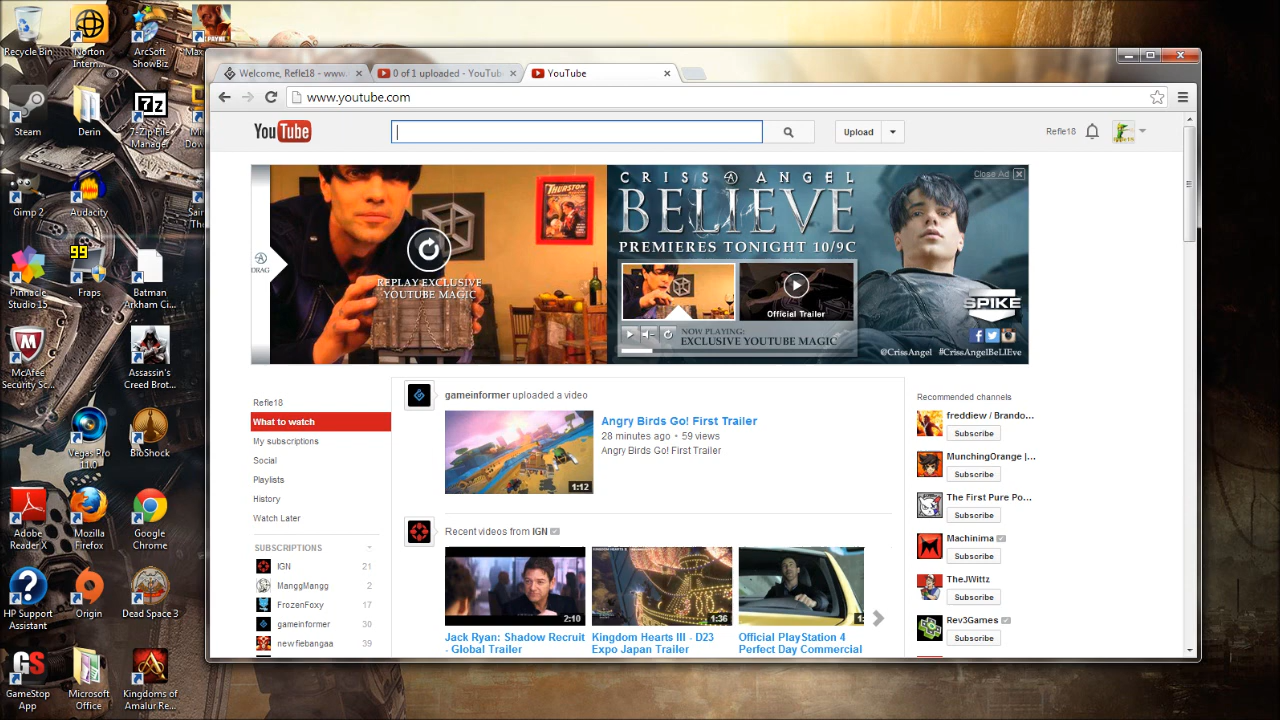 Recycle Bin
Norton
Intern...
ArcSoft
ShowBiz
Steam
Derin
7-Zip File
Manager
Gimp 2
Audacity
99
Pinnacle
Studio 15
Fraps
Batman
Arkham Ci...
McAfee
Security Sc...
Assassin's
Creed Brot...
Vegas Pro
11.0
BioShock
Adobe
Reader X
Mozilla
Firefox
Google
Chrome
HP Support
Assistant
Origin
Dead Space 3
GS
GameStop
App
Microsoft
Office
Kingdoms of
Amalur Re...
Welcome, Refle18 - www.
0 of 1 uploaded - YouTub
YouTube
www.youtube.com
YouTube
Upload
Refle18
Close Ad
DRAG
THURSTON
REPLAY EXCLUSIVE
YOUTUBE MAGIC
CRISS ANGEL
BELIEVE
PREMIERES TONIGHT 10/9C
Official Trailer
NOW PLAYING:
EXCLUSIVE YOUTUBE MAGIC
SPIKE
@CrissAngel #CrissAngelBeLIEve
Refle18
What to watch
My subscriptions
Social
Playlists
History
Watch Later
SUBSCRIPTIONS
IGN 21
ManggMangg 2
FrozenFoxy 17
gameinformer 30
newfiebangaa 39
gameinformer uploaded a video
1:12
Angry Birds Go! First Trailer
28 minutes ago • 59 views
Angry Birds Go! First Trailer
Recent videos from IGN
2:10
Jack Ryan: Shadow Recruit
- Global Trailer
1:36
Kingdom Hearts III - D23
Expo Japan Trailer
Official PlayStation 4
Perfect Day Commercial
Recommended channels
freddiew / Brando...
Subscribe
MunchingOrange |...
Subscribe
The First Pure Po...
Subscribe
Machinima
Subscribe
TheJWittz
Subscribe
Rev3Games
Subscribe